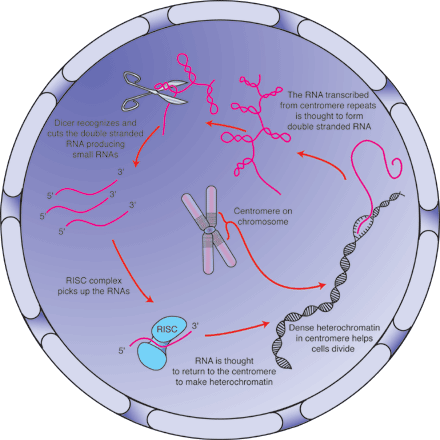 The RNA transcribed
from centromere repeats
is thought to form
double stranded RNA
Dicer recognizes and
cuts the double-stranded
RNA producing
small RNAs
5' 3'
5' 3'
5' 3'
Centromere on
chromosome
RISC complex
picks up the RNAs
RISC
5' 3'
RNA is thought
to return to the centromere
to make heterochromatin
Dense heterochromatin
in centromere helps
cells divide